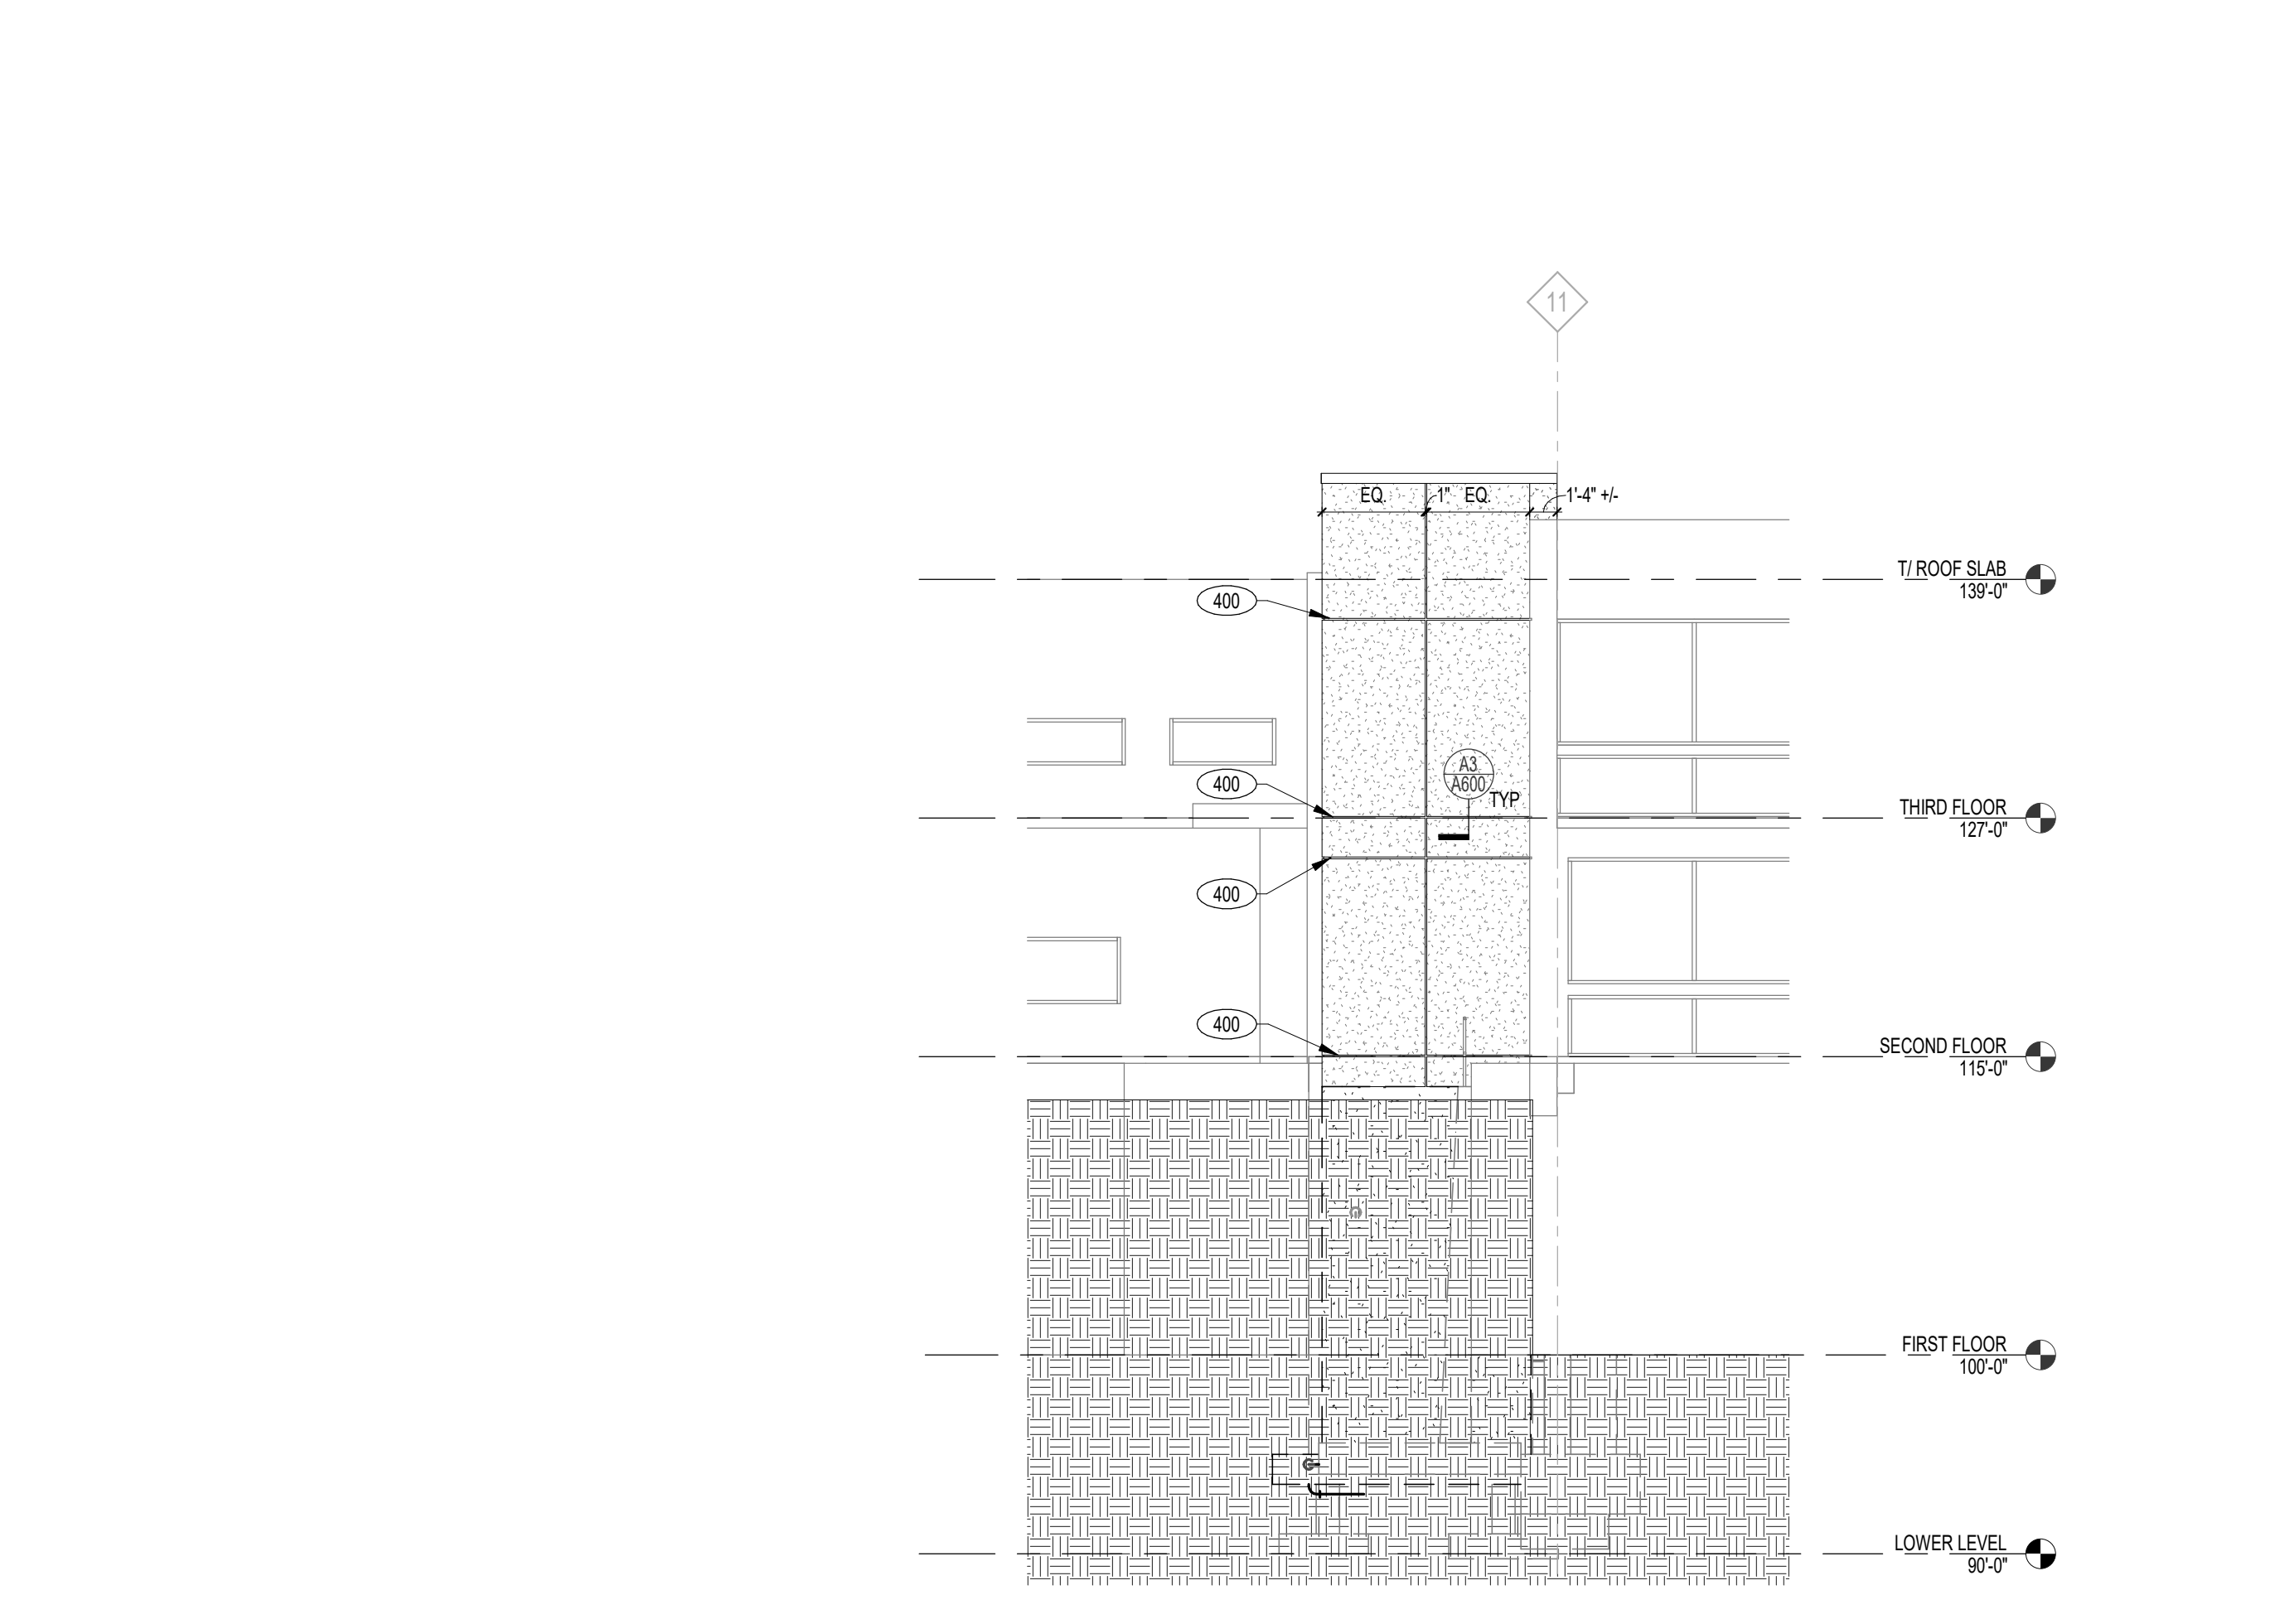 11
EQ.
1"
EQ.
1'-4" +/-
T/ ROOF SLAB
139'-0"
400
A3
A600
TYP
400
THIRD FLOOR
127'-0"
400
400
SECOND FLOOR
115'-0"
FIRST FLOOR
100'-0"
LOWER LEVEL
90'-0"